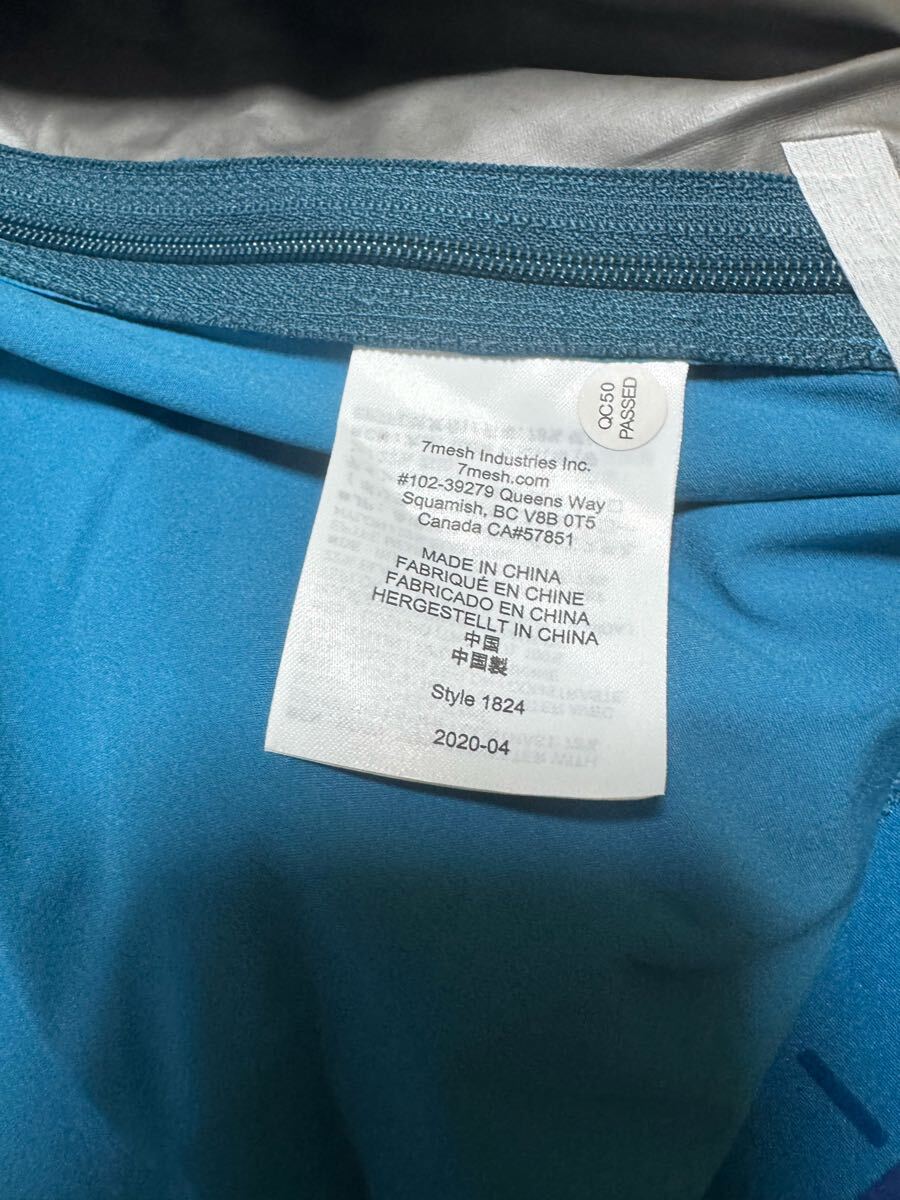 QC50
PASSED
7mesh Industries Inc.
7mesh.com
#102-39279 Queens Way
Squamish, BC V8B 0T5
Canada CA#57851
MADE IN CHINA
FABRIQUÉ EN CHINE
FABRICADO EN CHINA
HERGESTELLT IN CHINA
中国
中国製
Style 1824
2020-04